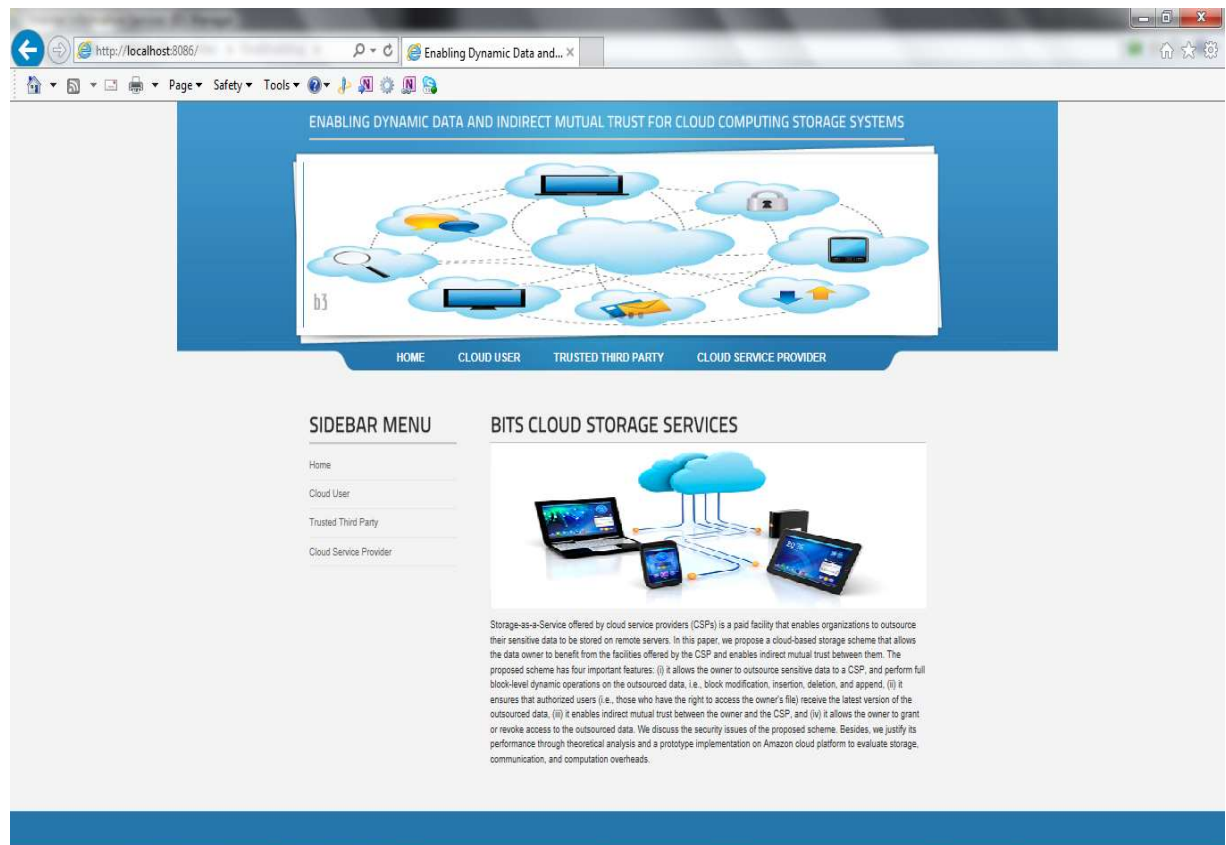 http://localhost:8086/
Enabling Dynamic Data and...
Page Safety Tools
ENABLING DYNAMIC DATA AND INDIRECT MUTUAL TRUST FOR CLOUD COMPUTING STORAGE SYSTEMS
b3
HOME CLOUD USER TRUSTED THIRD PARTY CLOUD SERVICE PROVIDER
SIDEBAR MENU
Home
Cloud User
Trusted Third Party
Cloud Service Provider
BITS CLOUD STORAGE SERVICES
Storage-as-a-Service offered by cloud service providers (CSPs) is a paid facility that enables organizations to outsource
their sensitive data to be stored on remote servers. In this paper, we propose a cloud-based storage scheme that allows
the data owner to benefit from the facilities offered by the CSP and enables indirect mutual trust between them. The
proposed scheme has four important features: (i) it allows the owner to outsource sensitive data to a CSP, and perform full
block-level dynamic operations on the outsourced data, i.e., block modification, insertion, deletion, and append, (ii) it
ensures that authorized users (i.e., those who have the right to access the owner's file) receive the latest version of the
outsourced data, (iii) it enables indirect mutual trust between the owner and the CSP, and (iv) it allows the owner to grant
or revoke access to the outsourced data. We discuss the security issues of the proposed scheme. Besides, we justify its
performance through theoretical analysis and a prototype implementation on Amazon cloud platform to evaluate storage,
communication, and computation overheads.